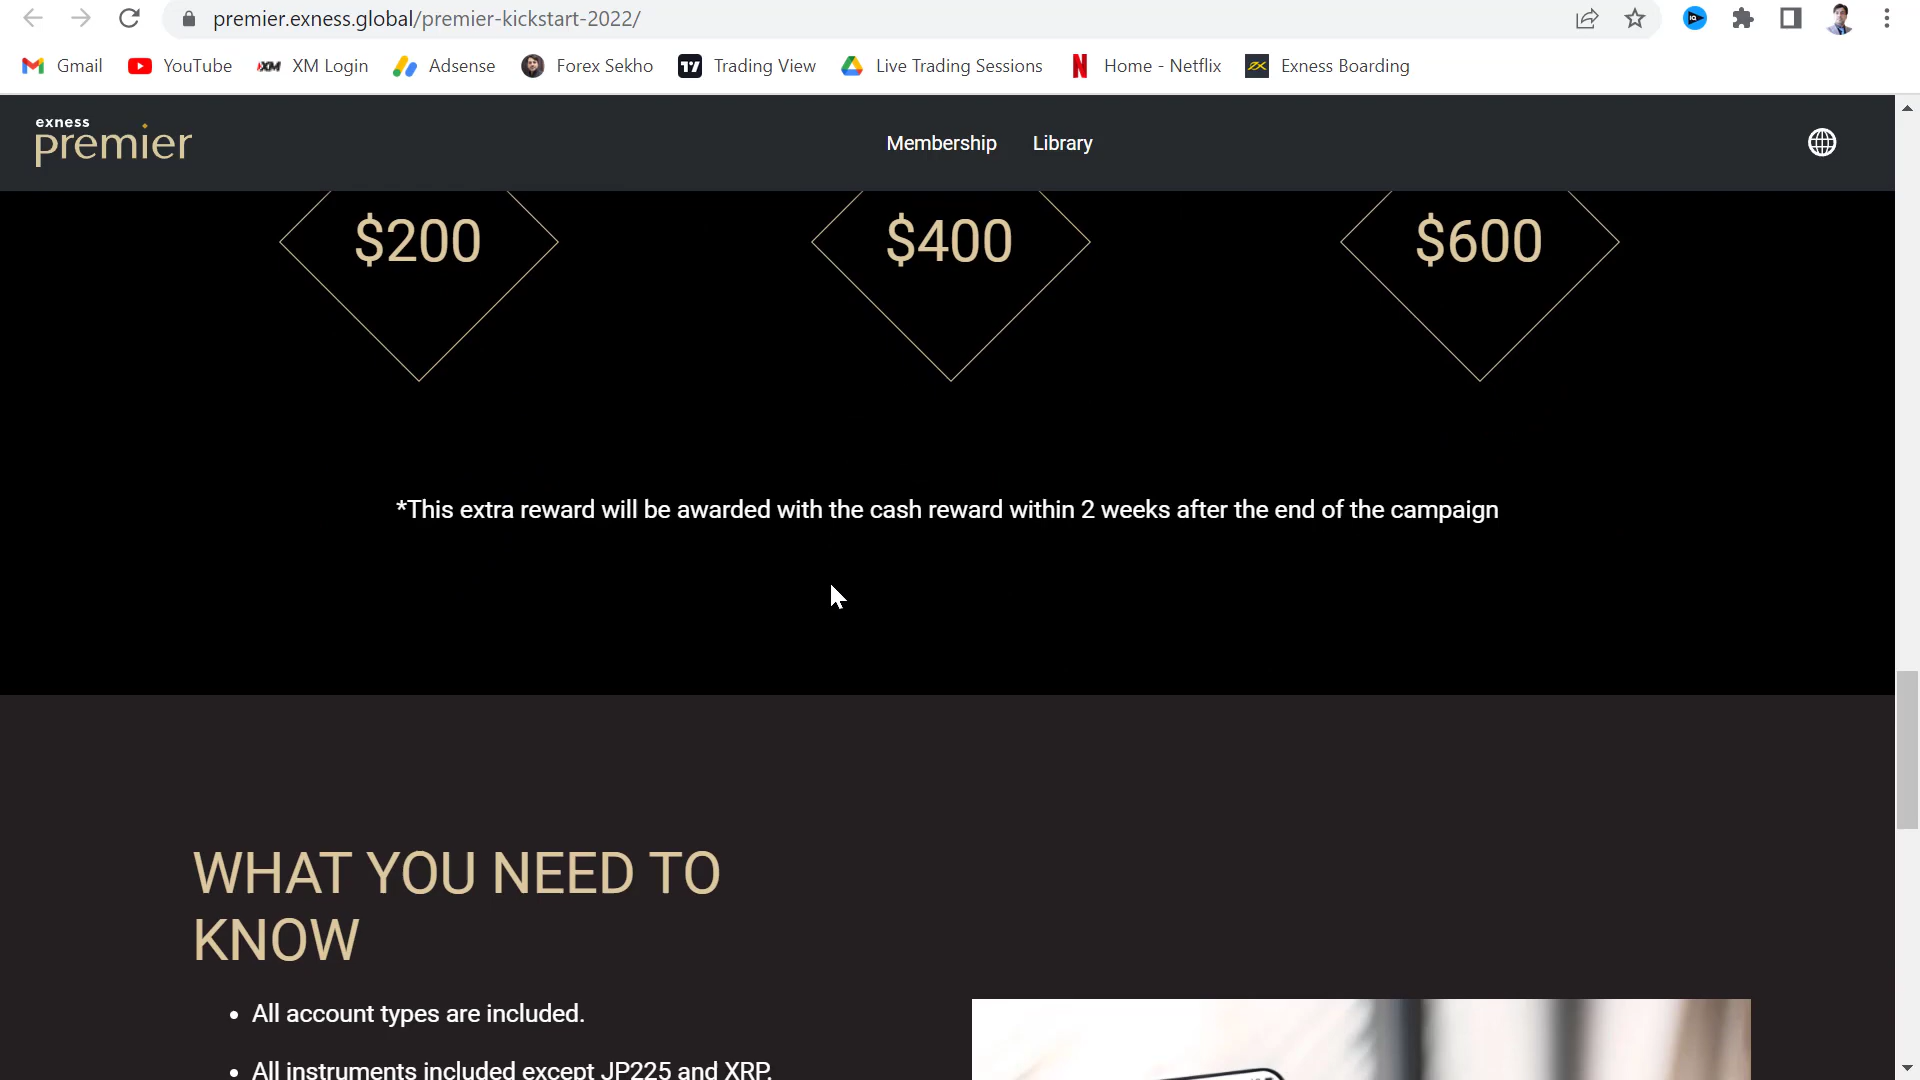 premier.exness.global/premier-kickstart-2022/
Gmail YouTube XM Login Adsense Forex Sekho Trading View Live Trading Sessions Home - Netflix Exness Boarding
exness
premier
Membership Library
$200 $400 $600
*This extra reward will be awarded with the cash reward within 2 weeks after the end of the campaign
WHAT YOU NEED TO
KNOW
• All account types are included.
• All instruments included except JP225 and XRP.